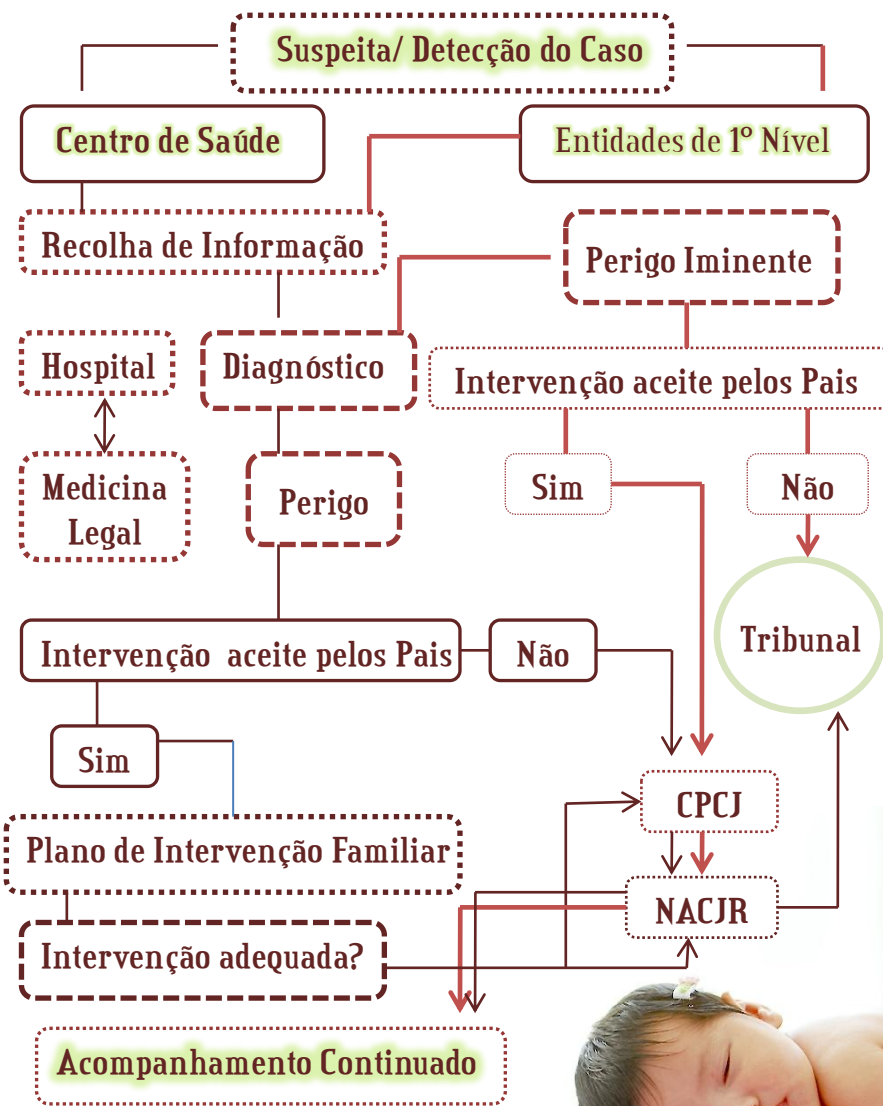 Suspeita/ Detecção do Caso
Centro de Saúde
Entidades de 1º Nível
Recolha de Informação
Perigo Iminente
Hospital
Diagnóstico
Intervenção aceite pelos Pais
Medicina
Legal
Perigo
Sim
Não
Tribunal
Intervenção aceite pelos Pais
Não
Sim
CPCJ
Plano de Intervenção Familiar
NACJR
Intervenção adequada?
Acompanhamento Continuado